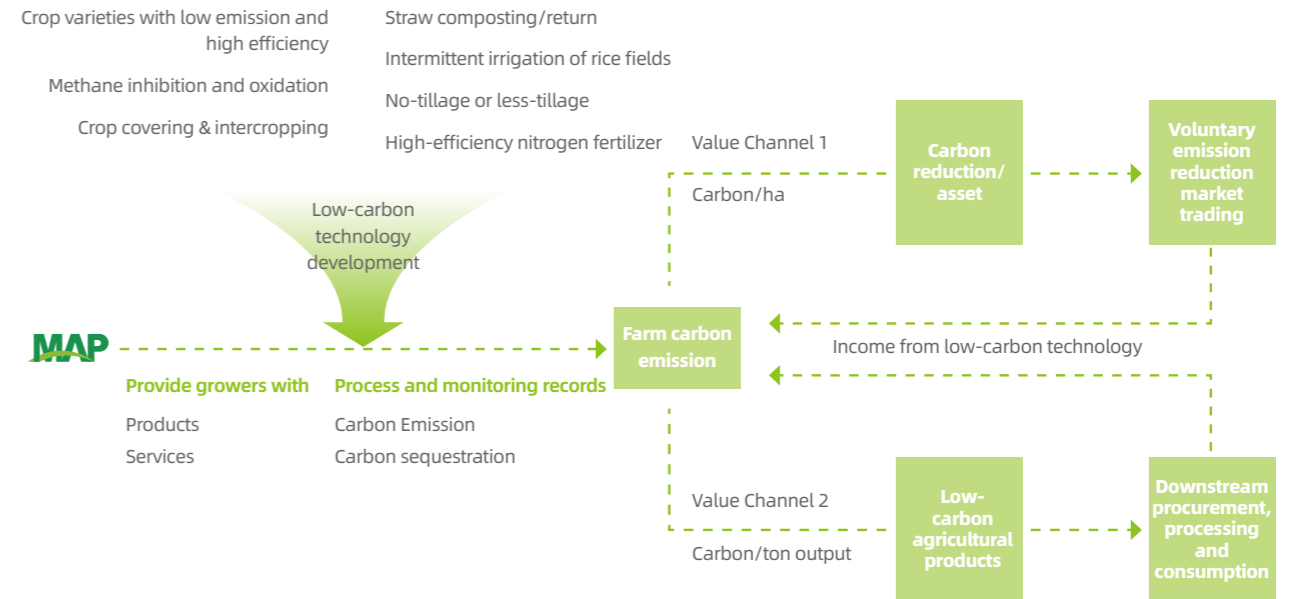 Crop varieties with low emission and
high efficiency
Methane inhibition and oxidation
Crop covering & intercropping
Straw composting/return
Intermittent irrigation of rice fields
No-tillage or less-tillage
High-efficiency nitrogen fertilizer
Low-carbon
technology
development
MAP
Provide growers with
Products
Services
Process and monitoring records
Carbon Emission
Carbon sequestration
Farm carbon
emission
Value Channel 1
Carbon/ha
Carbon
reduction/
asset
Voluntary
emission
reduction
market
trading
Income from low-carbon technology
Value Channel 2
Carbon/ton output
Low-
carbon
agricultural
products
Downstream
procurement,
processing
and
consumption